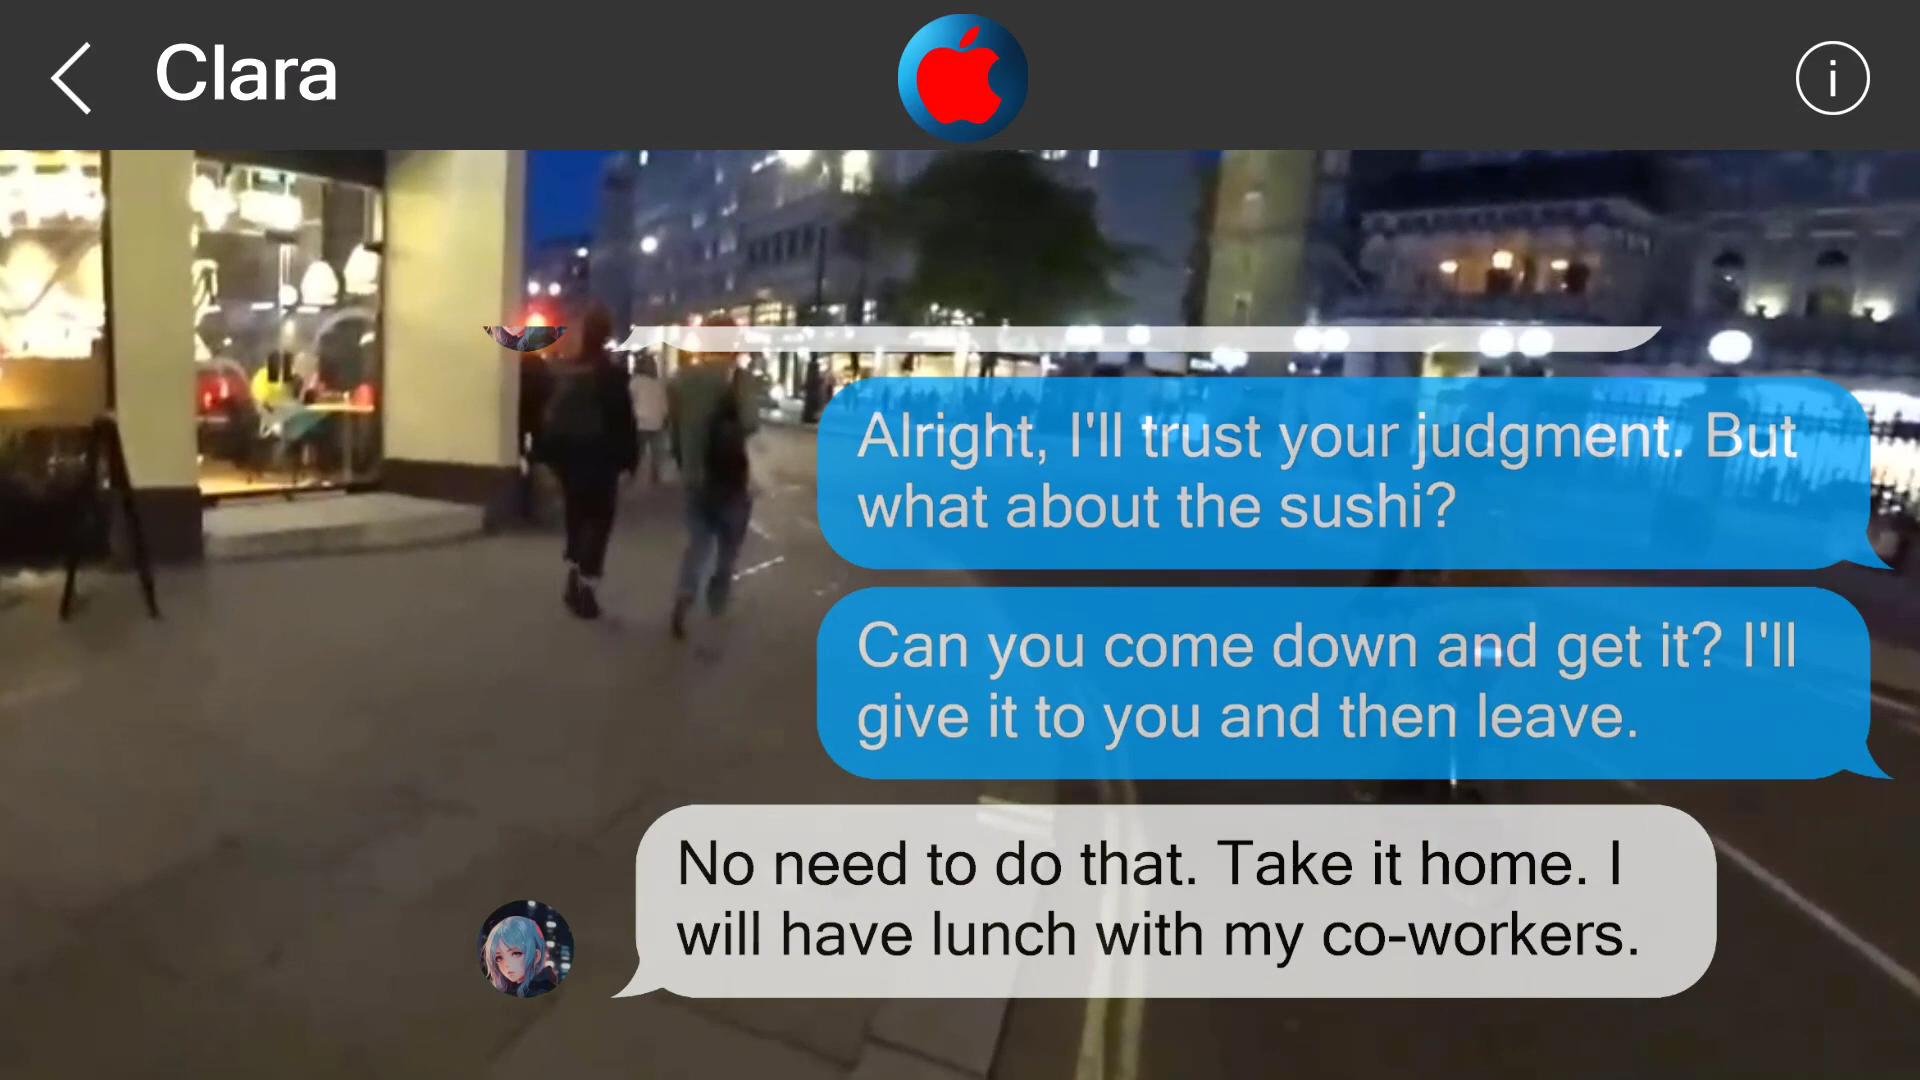 Clara
i
Alright, I'll trust your judgment. But
what about the sushi?
Can you come down and get it? I'll
give it to you and then leave.
No need to do that. Take it home. I
will have lunch with my co-workers.